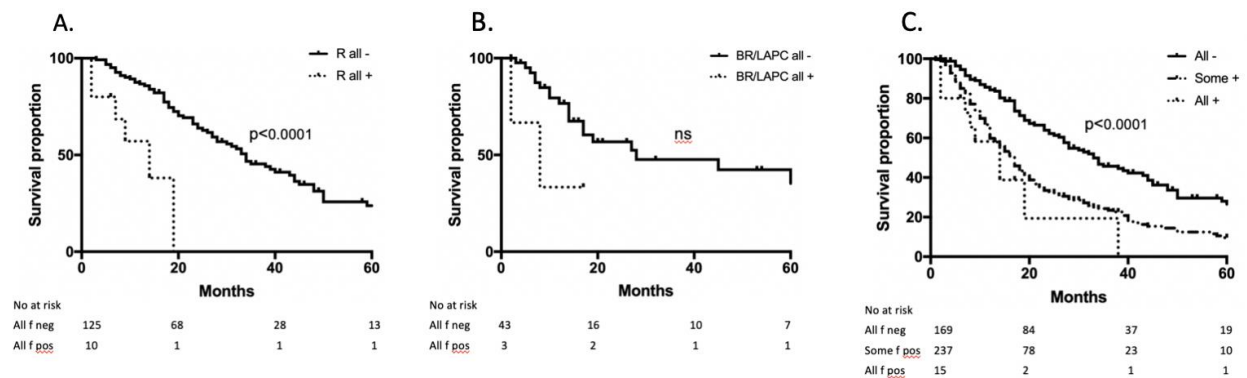 A.
Survival proportion
100
50
0
0 20 40 60
Months
R all -
R all +
p<0.0001
No at risk
All f neg 125 68 28 13
All f pos 10 1 1 1
B.
Survival proportion
100
50
0
0 20 40 60
Months
BR/LAPC all -
BR/LAPC all +
ns
No at risk
All f neg 43 16 10 7
All f pos 3 2 1 1
C.
Survival proportion
100
80
60
40
20
0
0 20 40 60
Months
All -
Some +
All +
p<0.0001
No at risk
All f neg 169 84 37 19
Some f pos 237 78 23 10
All f pos 15 2 1 1